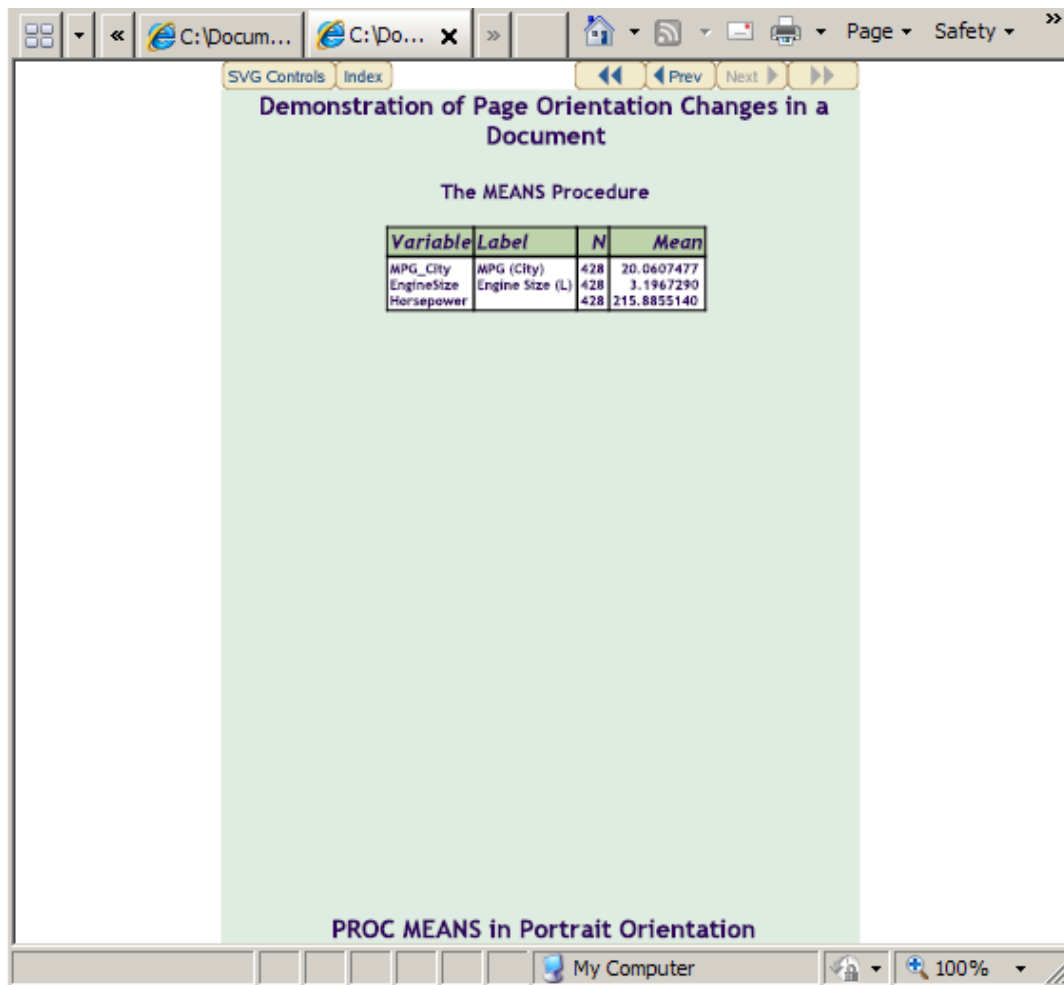 « C:\Docum... C:\Do... x » Page Safety »
SVG Controls Index Prev Next
Demonstration of Page Orientation Changes in a
Document
The MEANS Procedure
Variable Label N Mean
MPG_City MPG (City) 428 20.0607477
EngineSize Engine Size (L) 428 3.1967290
Horsepower 428 215.8855140
PROC MEANS in Portrait Orientation
My Computer 100%